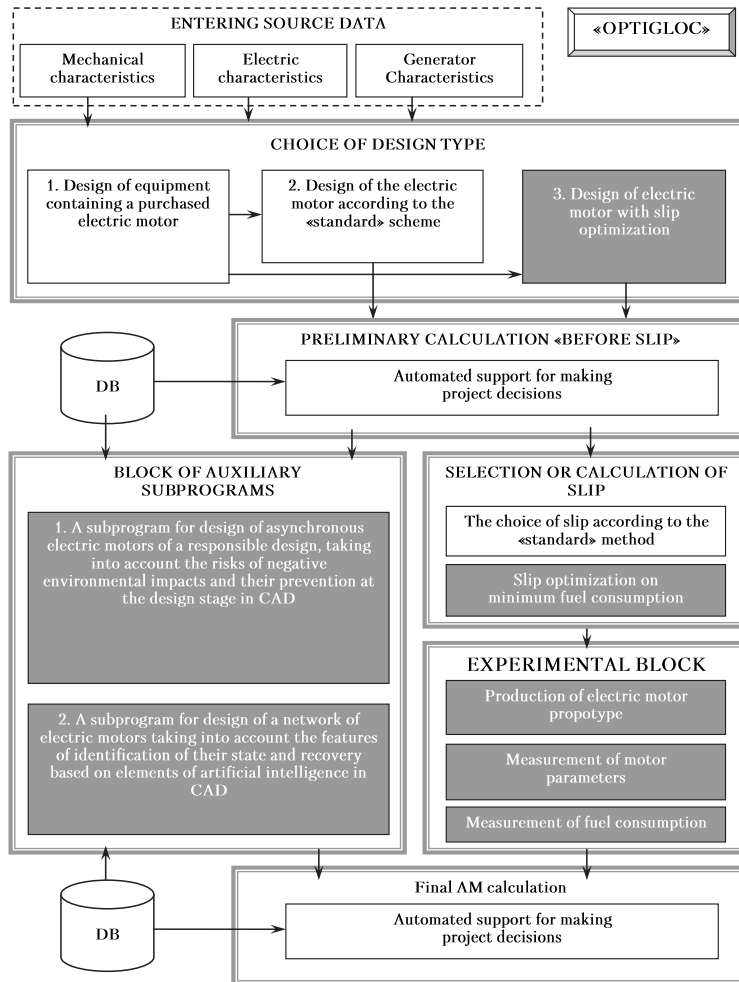 ENTERING SOURCE DATA
«OPTIGLOC»
Mechanical
characteristics
Electric
characteristics
Generator
Characteristics
CHOICE OF DESIGN TYPE
1. Design of equipment
containing a purchased
electric motor
2. Design of the electric
motor according to the
«standard» scheme
3. Design of electric
motor with slip
optimization
PRELIMINARY CALCULATION «BEFORE SLIP»
DB
Automated support for making
project decisions
BLOCK OF AUXILIARY
SUBPROGRAMS
1. A subprogram for design of asynchronous
electric motors of a responsible design, taking
into account the risks of negative
environmental impacts and their prevention at
the design stage in CAD
2. A subprogram for design of a network of
electric motors taking into account the features
of identification of their state and recovery
based on elements of artificial intelligence in
CAD
SELECTION OR CALCULATION OF
SLIP
The choice of slip according to the
«standard» method
Slip optimization on
minimum fuel consumption
EXPERIMENTAL BLOCK
Production of electric motor
propotype
Measurement of motor
parameters
Measurement of fuel consumption
Final AM calculation
DB
Automated support for making
project decisions